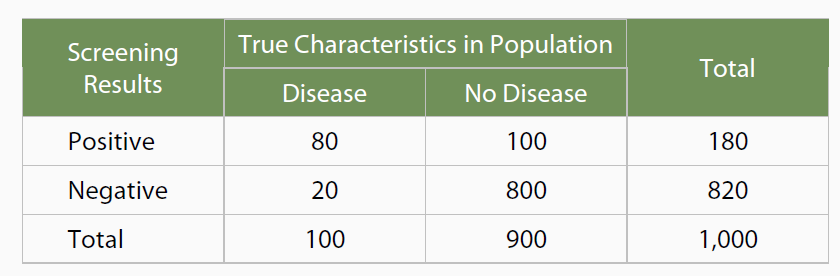 Screening Results
True Characteristics in Population
Total
Disease
No Disease
Positive 80 100 180
Negative 20 800 820
Total 100 900 1,000